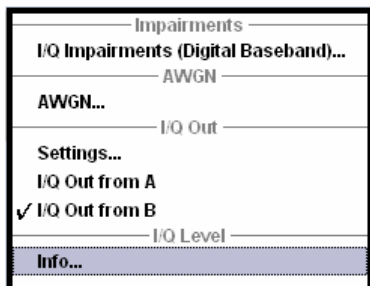 Impairments
I/Q Impairments (Digital Baseband)...
AWGN
AWGN...
I/Q Out
Settings...
I/Q Out from A
✓ I/Q Out from B
I/Q Level
Info...